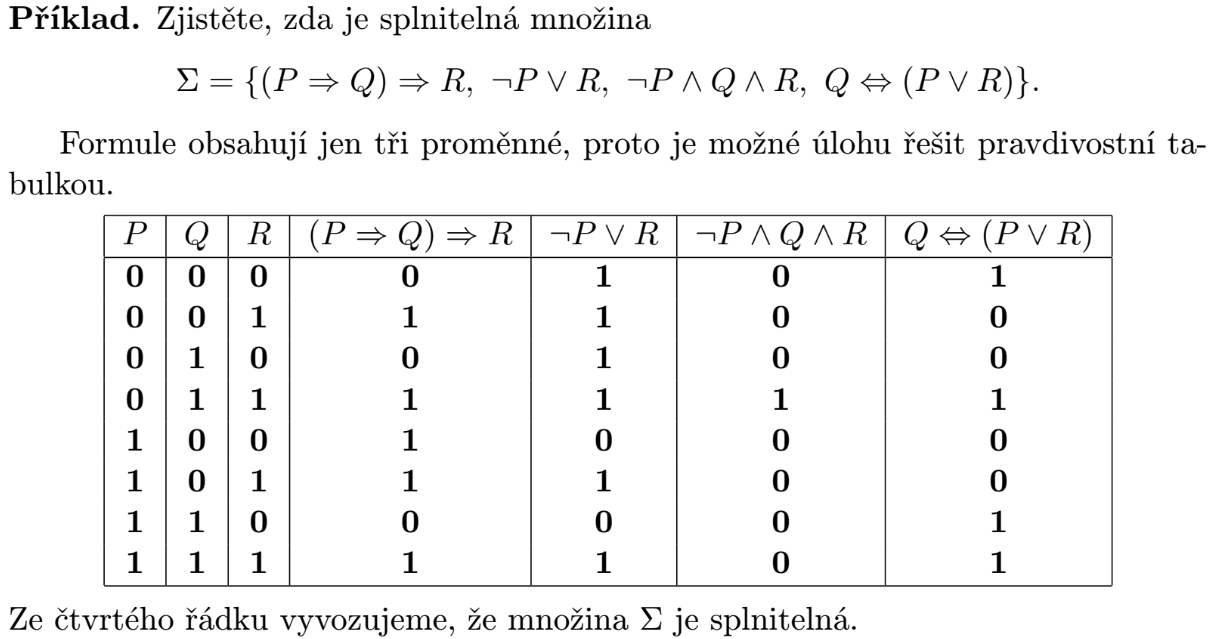 Příklad. Zjistěte, zda je splnitelná množina
Σ = {(P ⇒ Q) ⇒ R, ¬P ∨ R, ¬P ∧ Q ∧ R, Q ⇔ (P ∨ R)}.
Formule obsahují jen tři proměnné, proto je možné úlohu řešit pravdivostní ta-
bulkou.
P Q R (P ⇒ Q) ⇒ R ¬P ∨ R ¬P ∧ Q ∧ R Q ⇔ (P ∨ R)
0 0 0 0 1 0 1
0 0 1 1 1 0 0
0 1 0 0 1 0 0
0 1 1 1 1 1 1
1 0 0 1 0 0 0
1 0 1 1 1 0 0
1 1 0 0 0 0 1
1 1 1 1 1 0 1
Ze čtvrtého řádku vyvozujeme, že množina Σ je splnitelná.